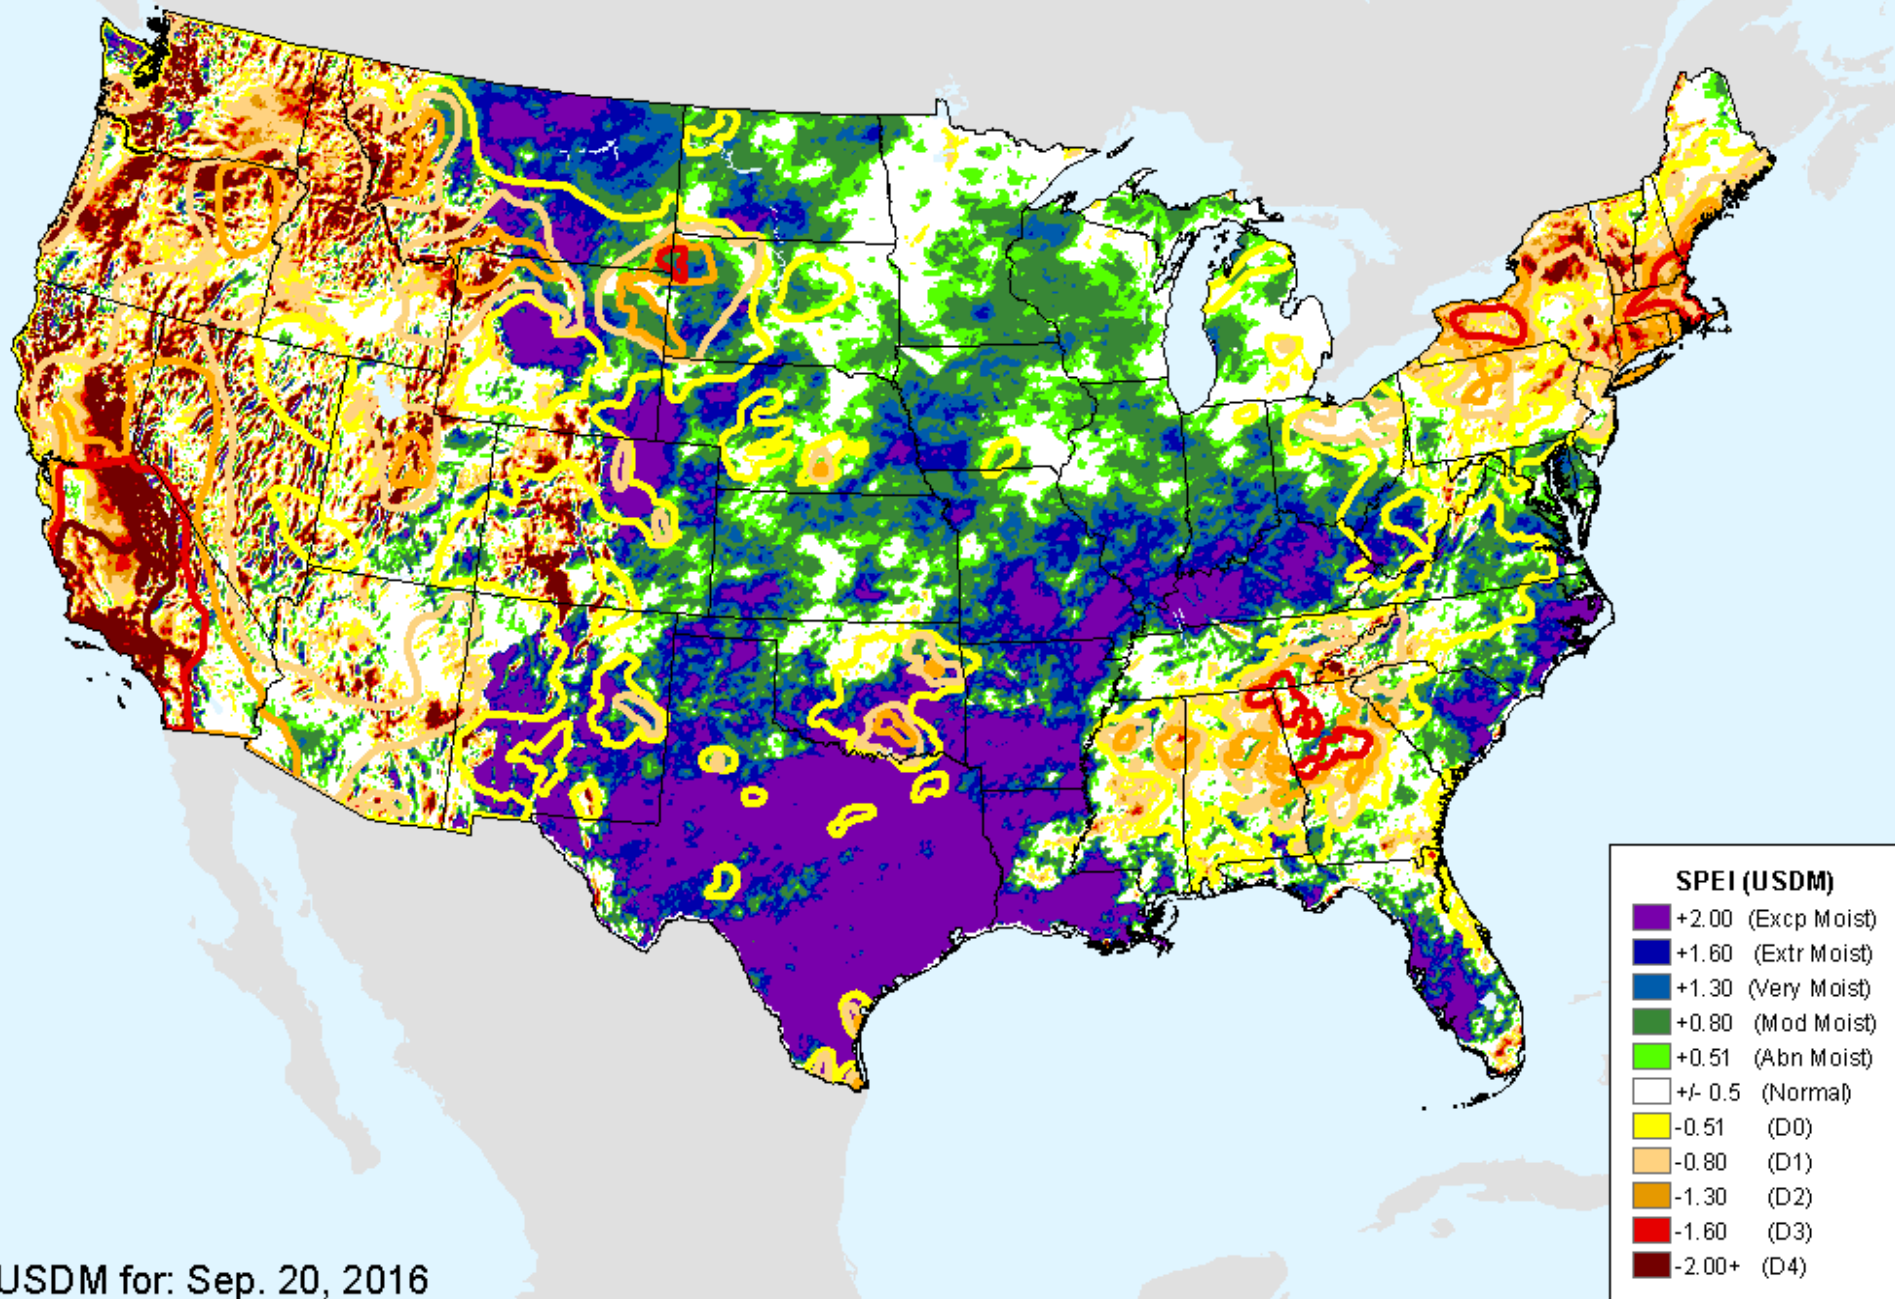 SPEI (USDM)
+2.00 (Excp Moist)
+1.60 (Extr Moist)
+1.30 (Very Moist)
+0.80 (Mod Moist)
+0.51 (Abn Moist)
+/- 0.5 (Normal)
-0.51 (D0)
-0.80 (D1)
-1.30 (D2)
-1.60 (D3)
-2.00+ (D4)
USDM for: Sep. 20, 2016